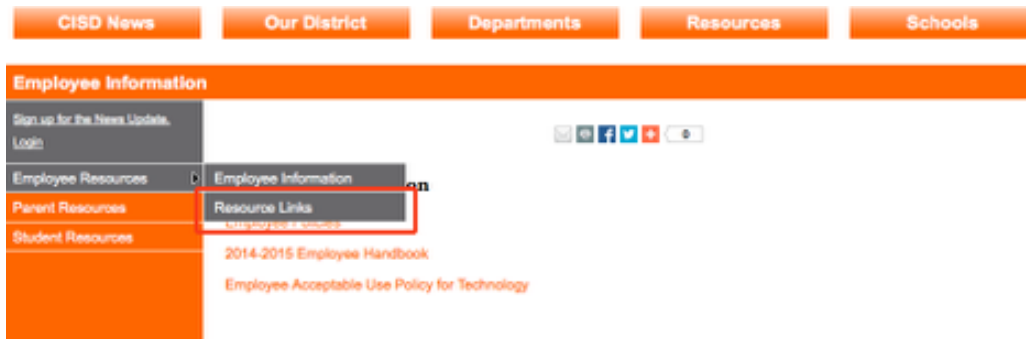 CISD News Our District Departments Resources Schools
Employee Information
Sign up for the News Update.
Login
0
Employee Resources
Employee Information
on
Parent Resources
Resource Links
Employee Policies
Student Resources
2014-2015 Employee Handbook
Employee Acceptable Use Policy for Technology